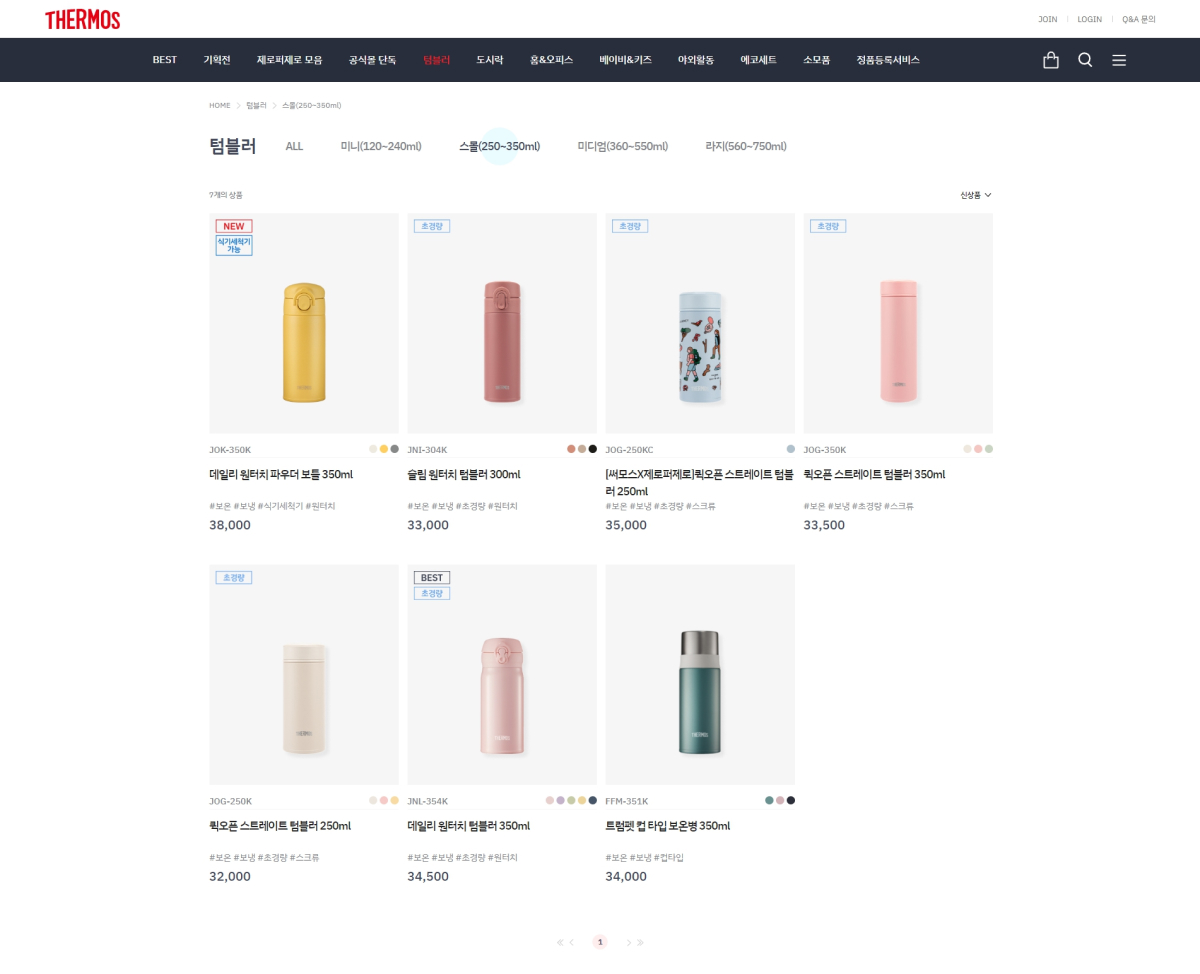 THERMOS
JOIN LOGIN Q&A 문의
BEST 기획전 제로퍼제로 모음 공식몰 단독 텀블러 도시락 홈&오피스 베이비&키즈 야외활동 에코세트 소모품 정품등록서비스
HOME 텀블러 스몰(250~350ml)
텀블러 ALL 미니(120~240ml) 스몰(250~350ml) 미디엄(360~550ml) 라지(560~750ml)
7개의 상품 신상품
NEW
식기세척기
가능
초경량
초경량
초경량
THERMOS
THERMOS
JOK-350K
데일리 원터치 파우더 보틀 350ml
#보온 #보냉 #식기세척기 #원터치
38,000
JNI-304K
슬림 원터치 텀블러 300ml
#보온 #보냉 #초경량 #원터치
33,000
JOG-250KC
[써모스X제로퍼제로]퀵오픈 스트레이트 텀블
러 250ml
#보온 #보냉 #초경량 #스크류
35,000
JOG-350K
퀵오픈 스트레이트 텀블러 350ml
#보온 #보냉 #초경량 #스크류
33,500
초경량
BEST
초경량
THERMOS
THERMOS
THERMOS
JOG-250K
퀵오픈 스트레이트 텀블러 250ml
#보온 #보냉 #초경량 #스크류
32,000
JNL-354K
데일리 원터치 텀블러 350ml
#보온 #보냉 #초경량 #원터치
34,500
FFM-351K
트럼펫 컵 타입 보온병 350ml
#보온 #보냉 #컵타입
34,000
1